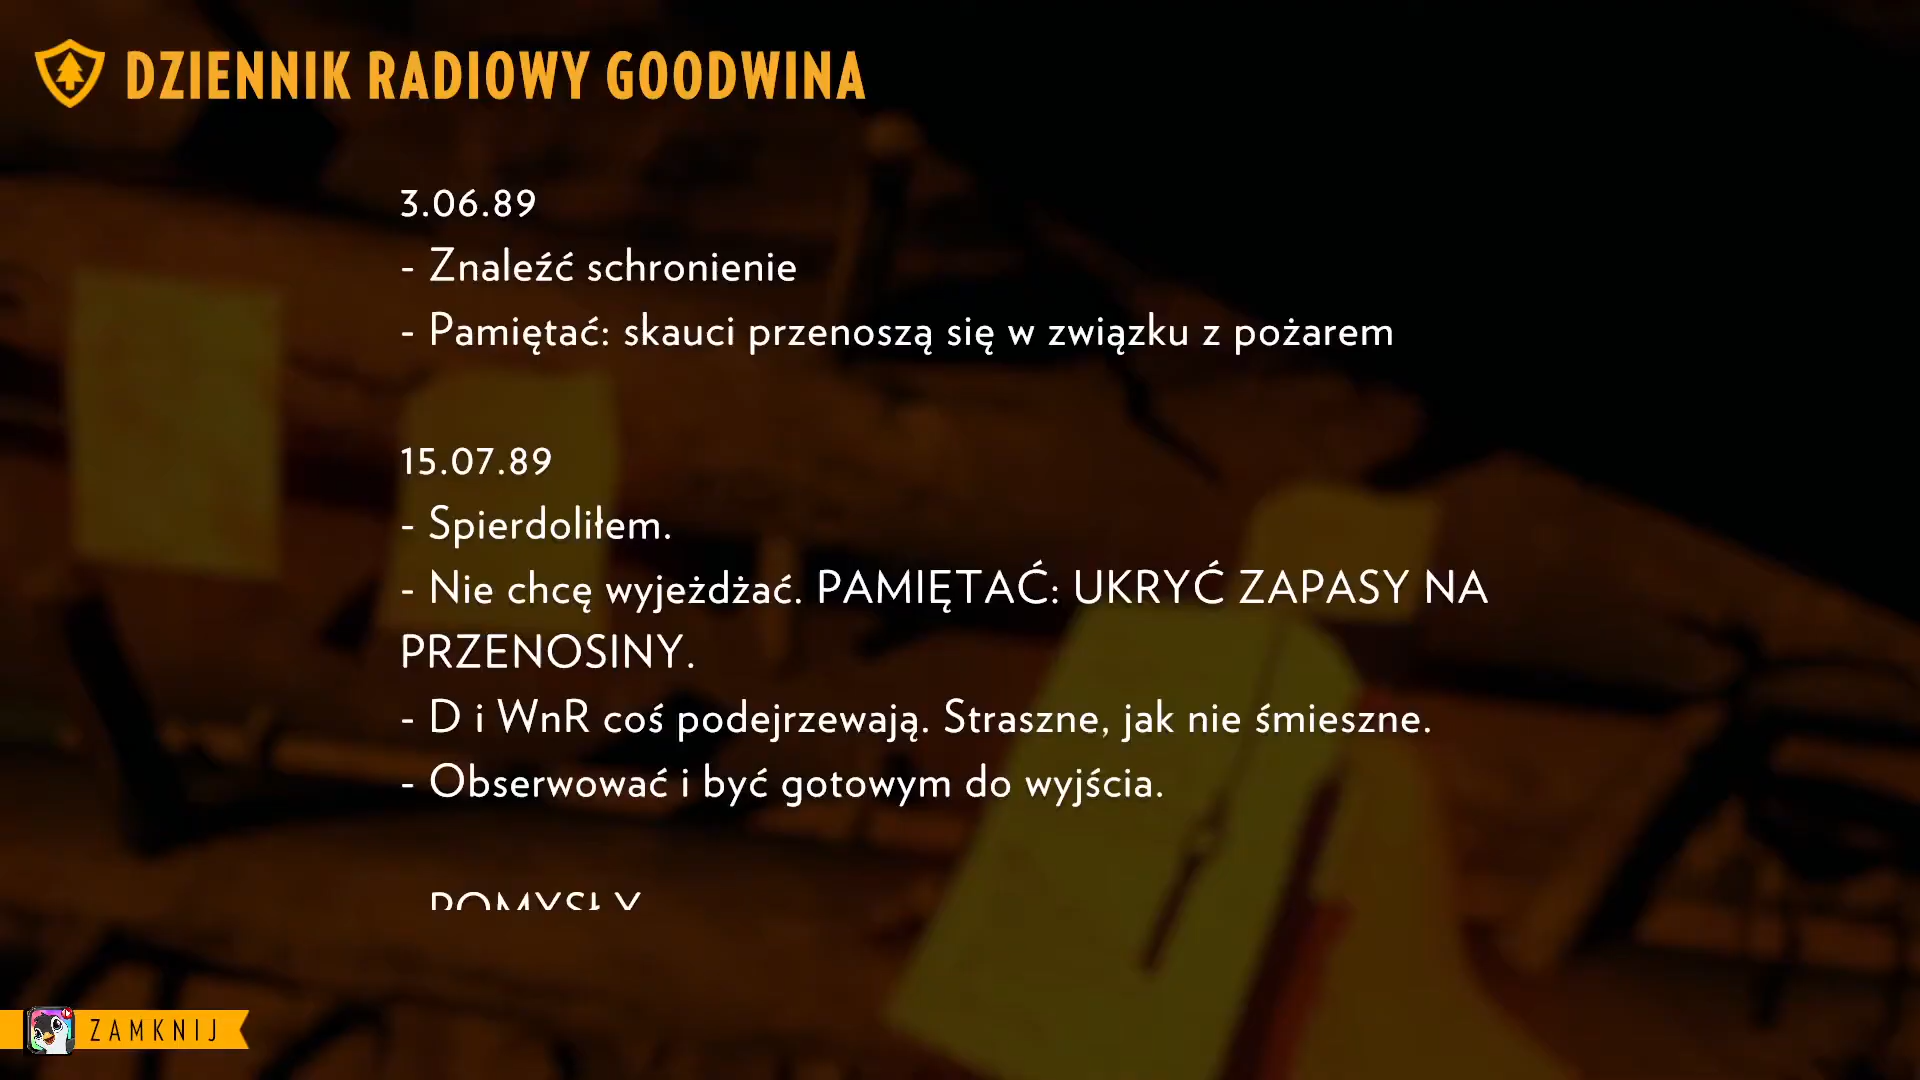 DZIENNIK RADIOWY GOODWINA
3.06.89
- Znaleźć schronienie
- Pamiętać: skauci przenoszą się w związku z pożarem
15.07.89
- Spierdoliłem.
- Nie chcę wyjeżdżać. PAMIĘTAĆ: UKRYĆ ZAPASY NA
PRZENOSINY.
- D i WnR coś podejrzewają. Straszne, jak nie śmieszne.
- Obserwować i być gotowym do wyjścia.
POMYSŁY
ZAMKNIJ